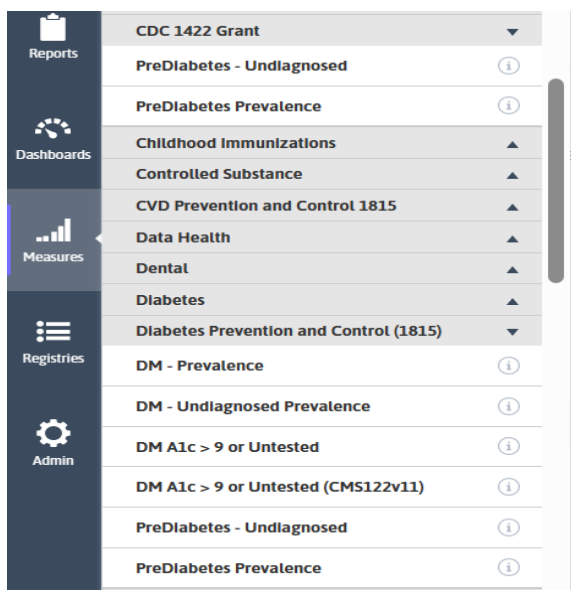 Reports
Dashboards
Measures
Registries
Admin
CDC 1422 Grant
PreDiabetes - Undiagnosed
PreDiabetes Prevalence
Childhood Immunizations
Controlled Substance
CVD Prevention and Control 1815
Data Health
Dental
Diabetes
Diabetes Prevention and Control (1815)
DM - Prevalence
DM - Undiagnosed Prevalence
DM A1c > 9 or Untested
DM A1c > 9 or Untested (CMS122v11)
PreDiabetes - Undiagnosed
PreDiabetes Prevalence